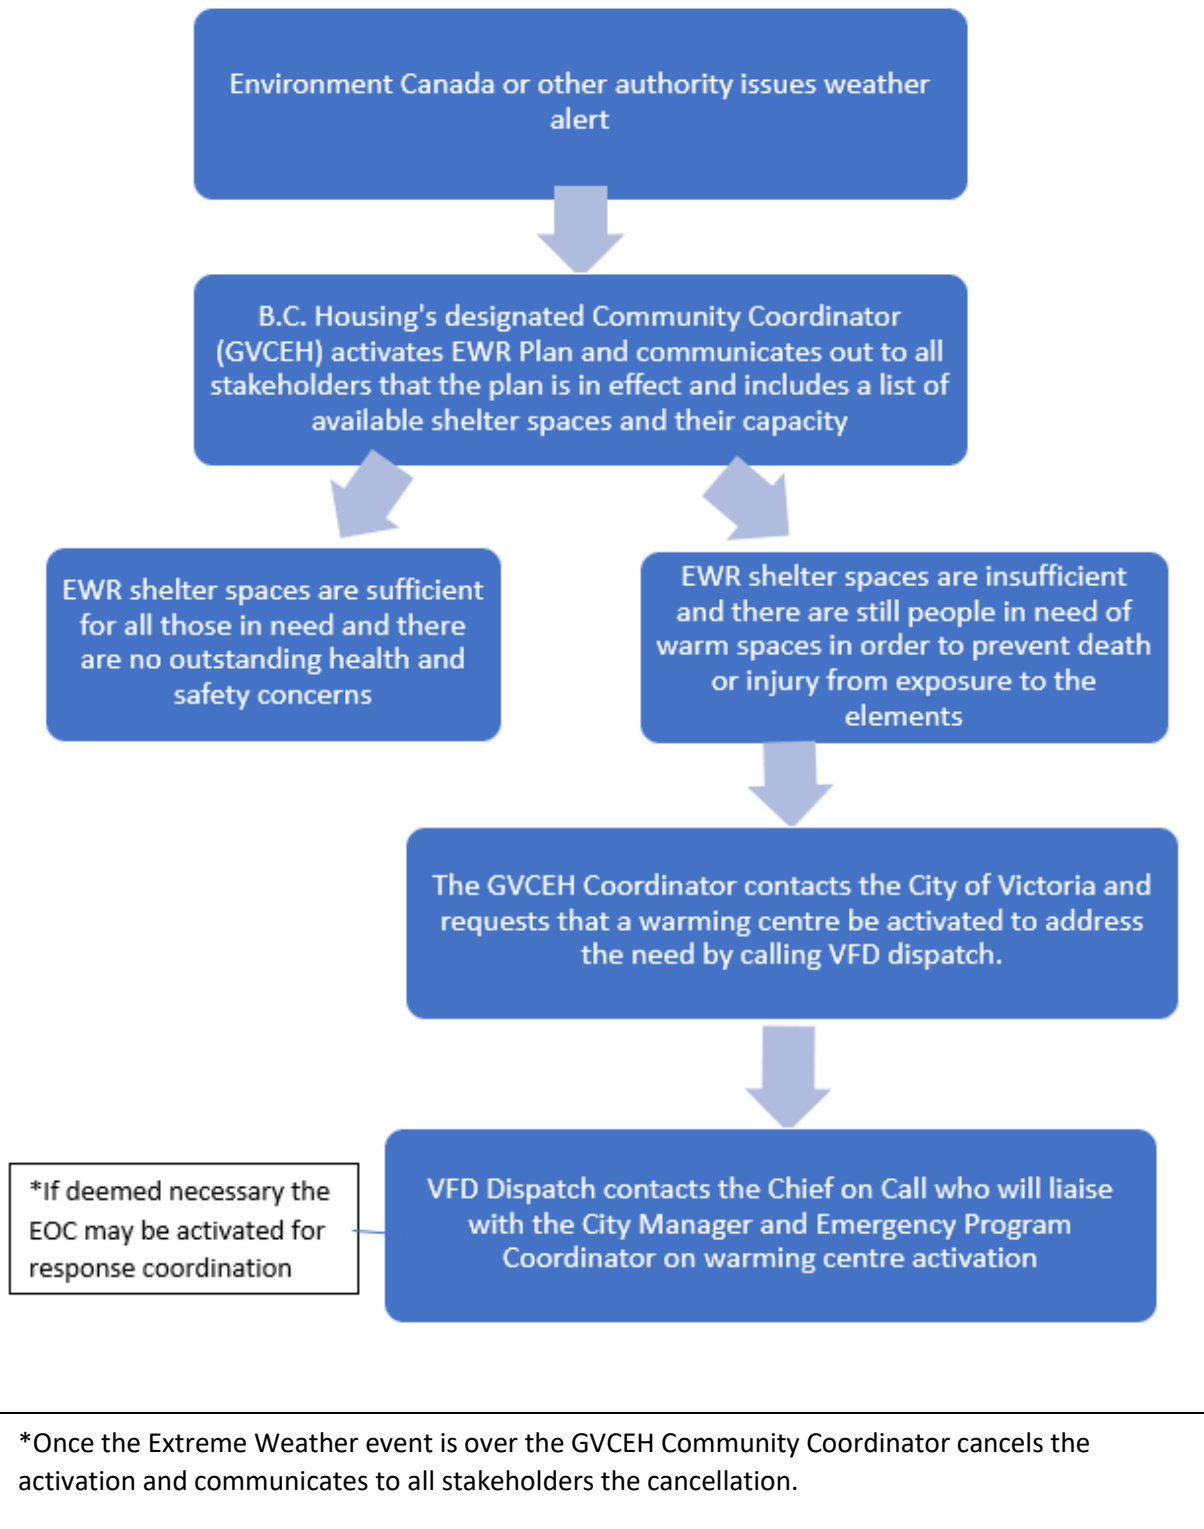 Environment Canada or other authority issues weather
alert
B.C. Housing's designated Community Coordinator
(GVCEH) activates EWR Plan and communicates out to all
stakeholders that the plan is in effect and includes a list of
available shelter spaces and their capacity
EWR shelter spaces are sufficient
for all those in need and there
are no outstanding health and
safety concerns
EWR shelter spaces are insufficient
and there are still people in need of
warm spaces in order to prevent death
or injury from exposure to the
elements
The GVCEH Coordinator contacts the City of Victoria and
requests that a warming centre be activated to address
the need by calling VFD dispatch.
*If deemed necessary the
EOC may be activated for
response coordination
VFD Dispatch contacts the Chief on Call who will liaise
with the City Manager and Emergency Program
Coordinator on warming centre activation
*Once the Extreme Weather event is over the GVCEH Community Coordinator cancels the
activation and communicates to all stakeholders the cancellation.